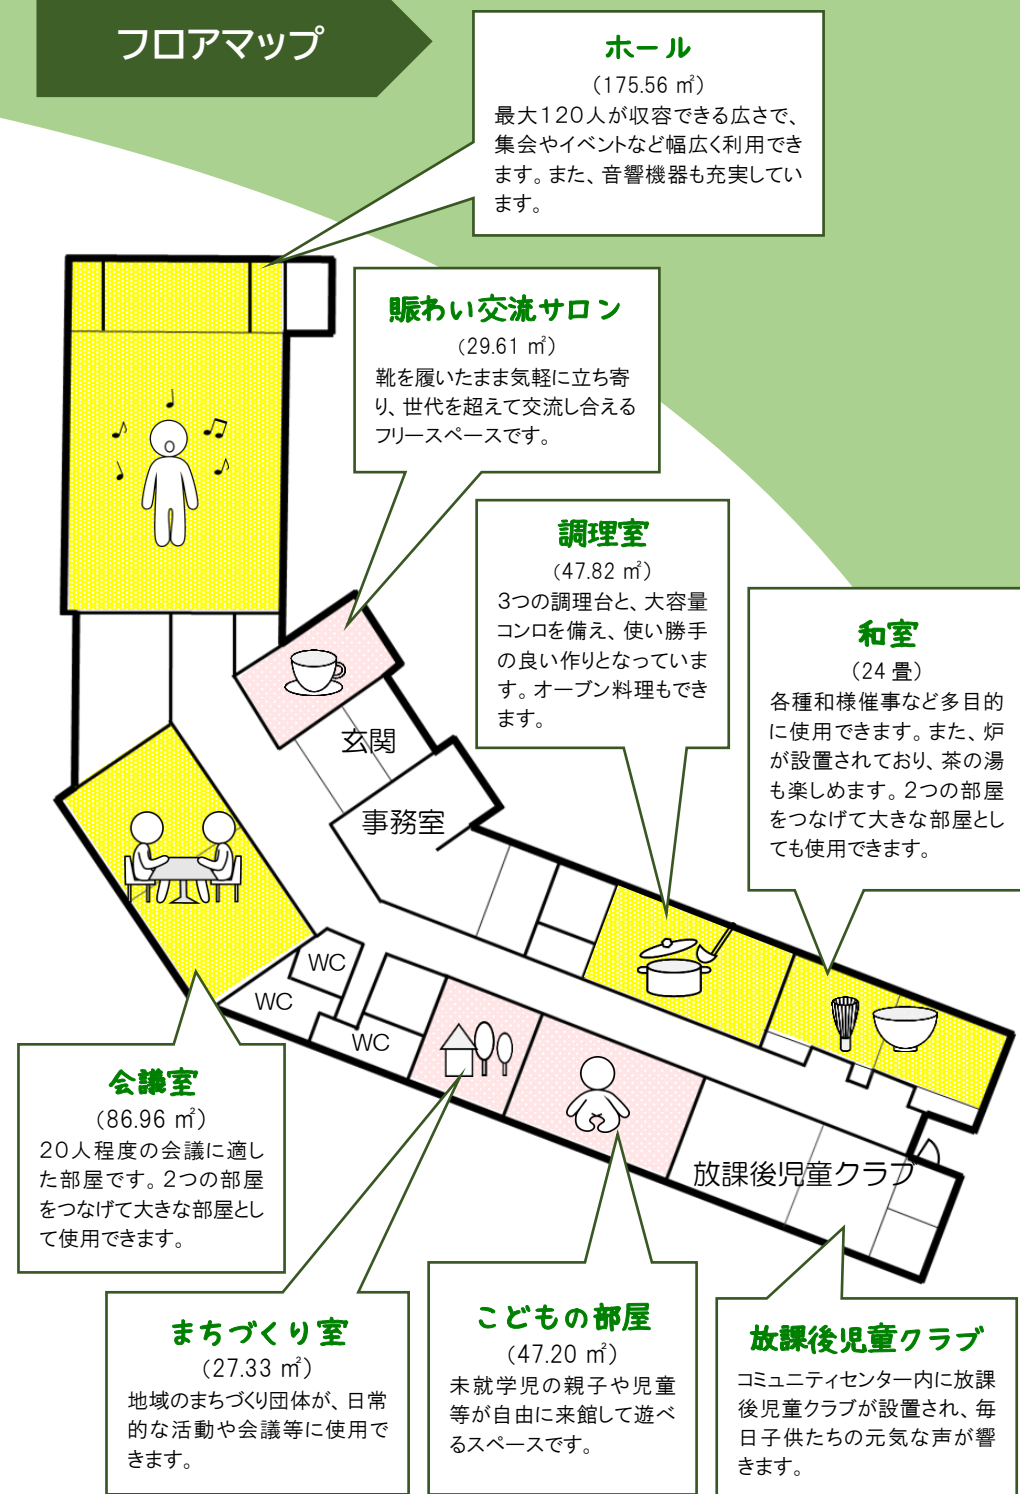 フロアマップ
ホール
（175.56 ㎡）
最大120人が収容できる広さで、
集会やイベントなど幅広く利用でき
ます。また、音響機器も充実してい
ます。
賑わい交流サロン
（29.61 ㎡）
靴を履いたまま気軽に立ち寄
り、世代を超えて交流し合える
フリースペースです。
調理室
（47.82 ㎡）
3つの調理台と、大容量
コンロを備え、使い勝手
の良い作りとなっていま
す。オーブン料理もでき
ます。
和室
（24 畳）
各種和様催事など多目的
に使用できます。また、炉
が設置されており、茶の湯
も楽しめます。2つの部屋
をつなげて大きな部屋とし
ても使用できます。
玄関
事務室
WC
WC
WC
放課後児童クラブ
会議室
（86.96 ㎡）
20人程度の会議に適し
た部屋です。2つの部屋
をつなげて大きな部屋とし
て使用できます。
まちづくり室
（27.33 ㎡）
地域のまちづくり団体が、日常
的な活動や会議等に使用で
きます。
こどもの部屋
（47.20 ㎡）
未就学児の親子や児童
等が自由に来館して遊べ
るスペースです。
放課後児童クラブ
コミュニティセンター内に放課
後児童クラブが設置され、毎
日子供たちの元気な声が響
きます。